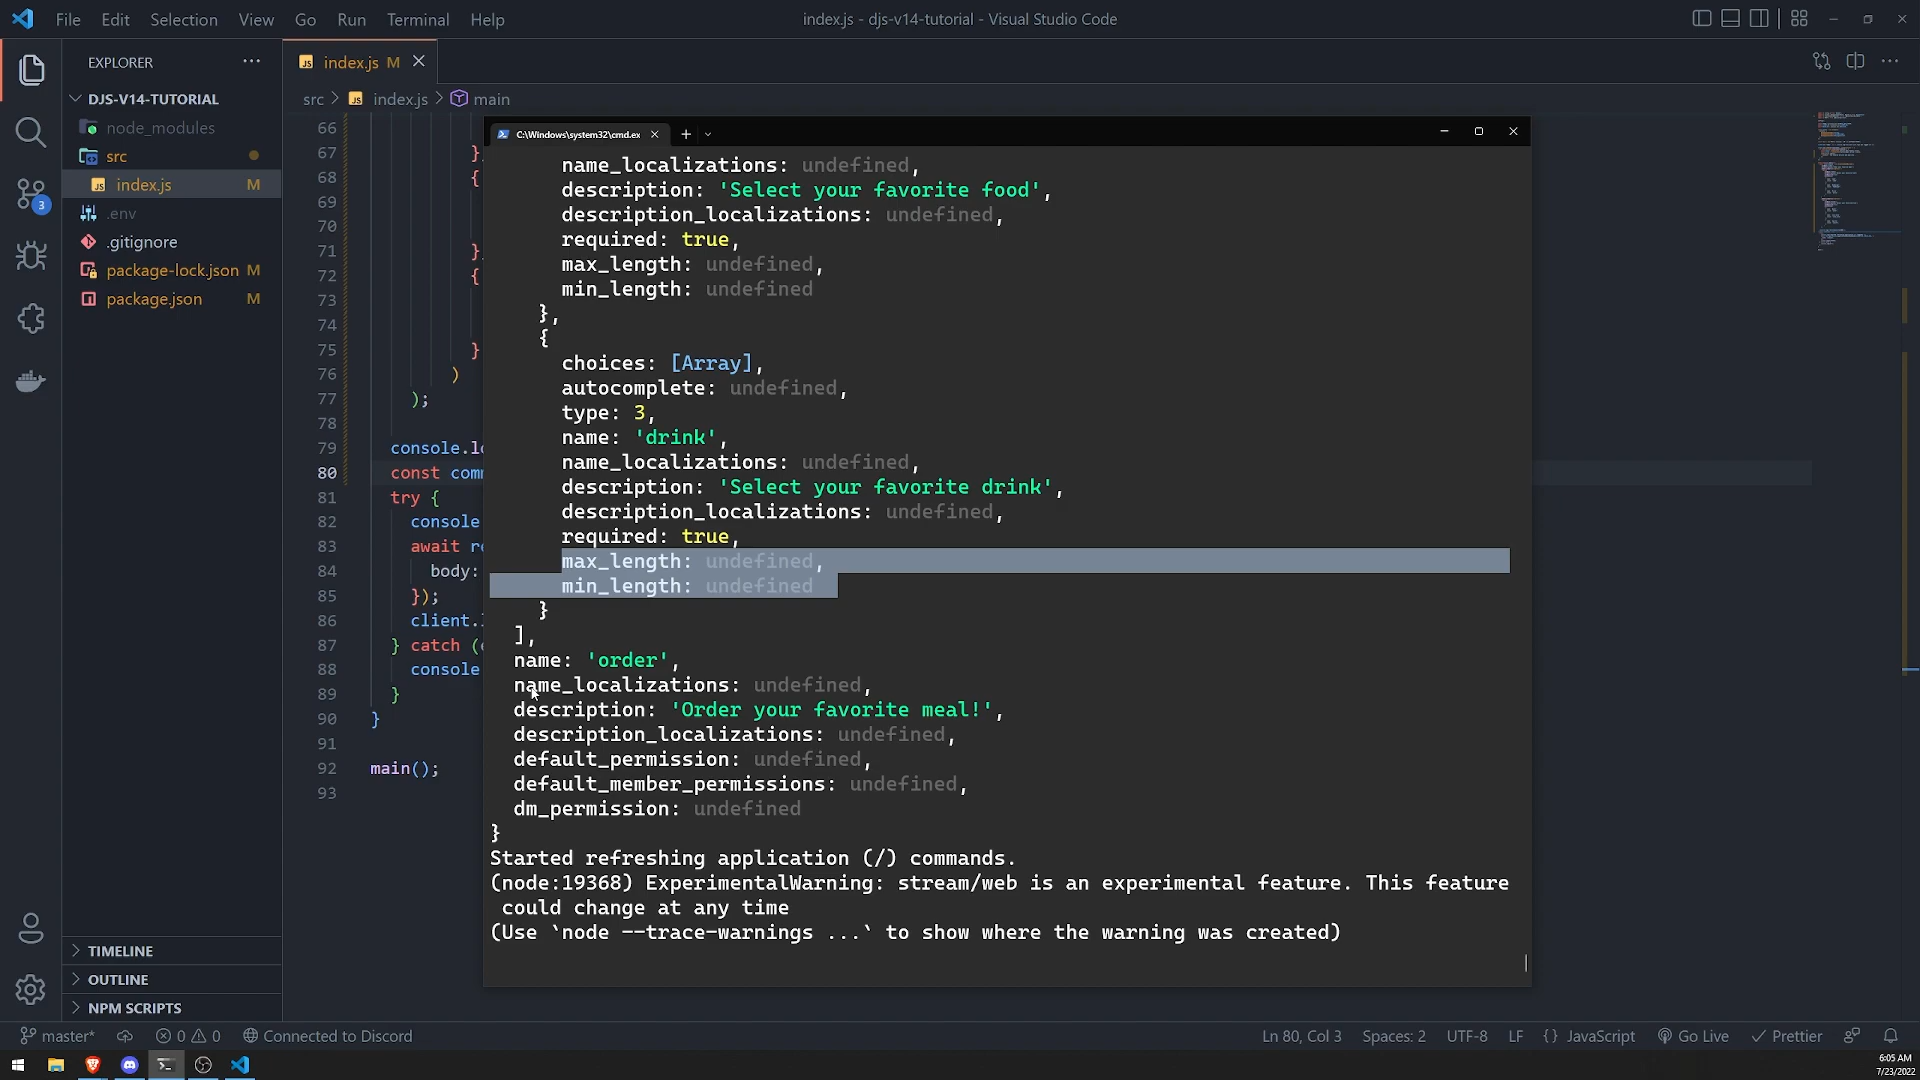 File Edit Selection View Go Run Terminal Help
index.js - djs-v14-tutorial - Visual Studio Code
EXPLORER
index.js M
DJS-V14-TUTORIAL
node_modules
src
index.js M
.env
.gitignore
package-lock.json M
package.json M
TIMELINE
OUTLINE
NPM SCRIPTS
src > index.js > main
66
67 },
68 {
69
70
71 },
72 {
73
74
75 }
76 )
77 );
78
79 console.lo
80 const comm
81 try {
82 console
83 await re
84 body:
85 });
86 client.
87 } catch (
88 console
89 }
90 }
91
92 main();
93
C:\Windows\system32\cmd.ex
name_localizations: undefined,
description: 'Select your favorite food',
description_localizations: undefined,
required: true,
max_length: undefined,
min_length: undefined
},
{
choices: [Array],
autocomplete: undefined,
type: 3,
name: 'drink',
name_localizations: undefined,
description: 'Select your favorite drink',
description_localizations: undefined,
required: true,
max_length: undefined,
min_length: undefined
}
],
name: 'order',
name_localizations: undefined,
description: 'Order your favorite meal!',
description_localizations: undefined,
default_permission: undefined,
default_member_permissions: undefined,
dm_permission: undefined
}
Started refreshing application (/) commands.
(node:19368) ExperimentalWarning: stream/web is an experimental feature. This feature
could change at any time
(Use `node --trace-warnings ...` to show where the warning was created)
3
master* 0 0 Connected to Discord
Ln 80, Col 3 Spaces: 2 UTF-8 LF {} JavaScript Go Live Prettier
6:05 AM
7/23/2022